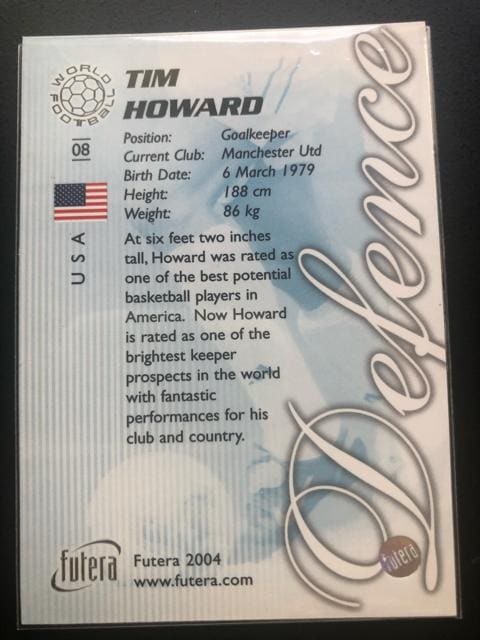 WORLD FOOTBALL
TIM
HOWARD
08
Position: Goalkeeper
Current Club: Manchester Utd
Birth Date: 6 March 1979
Height: 188 cm
Weight: 86 kg
USA
At six feet two inches
tall, Howard was rated as
one of the best potential
basketball players in
America. Now Howard
is rated as one of the
brightest keeper
prospects in the world
with fantastic
performances for his
club and country.
Defence
futera
Futera 2004
www.futera.com
futera